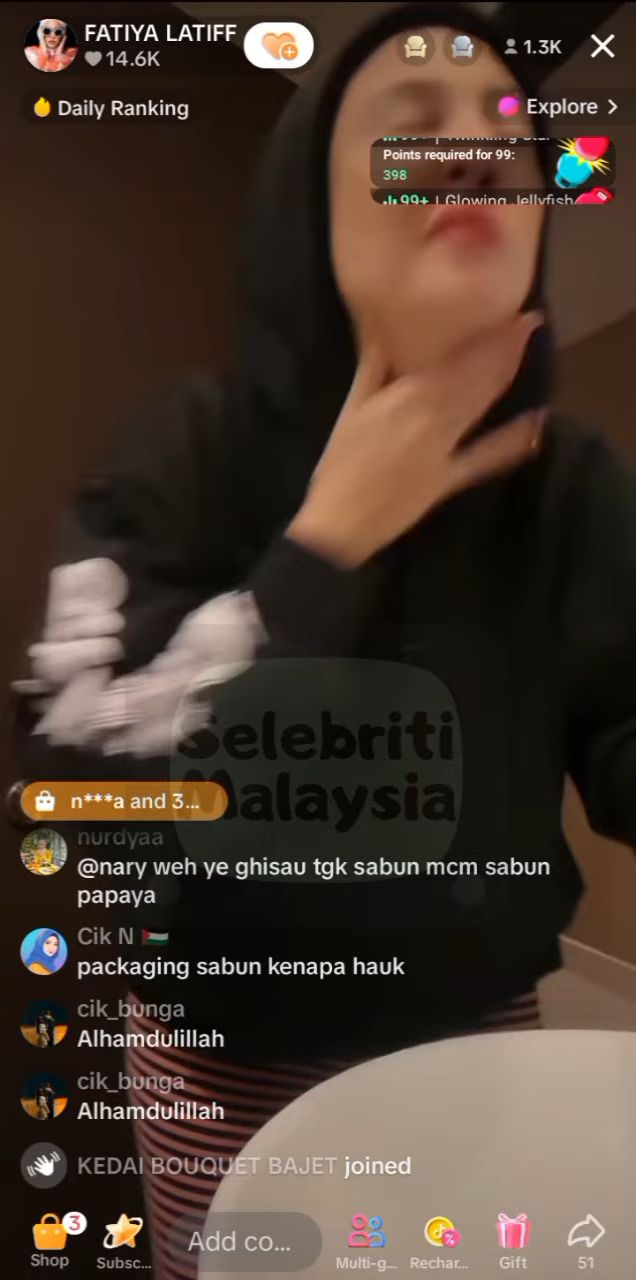 FATIYA LATIFF
14.6K
1.3K
Daily Ranking
Explore >
Points required for 99:
398
99+ | Glowing Jellyfish
Selebriti
Malaysia
n***a and 3...
nurdyaa
@nary weh ye ghisau tgk sabun mcm sabun
papaya
Cik N
packaging sabun kenapa hauk
cik_bunga
Alhamdulillah
cik_bunga
Alhamdulillah
KEDAI BOUQUET BAJET joined
3
Shop
Subsc...
Add co...
Multi-g...
Rechar...
Gift
51